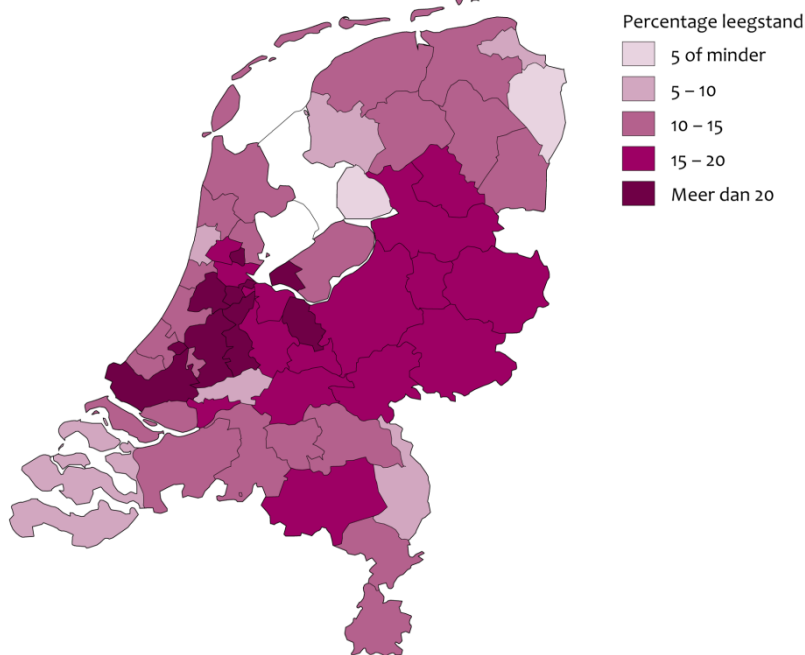 Percentage leegstand
5 of minder
5 – 10
10 – 15
15 – 20
Meer dan 20